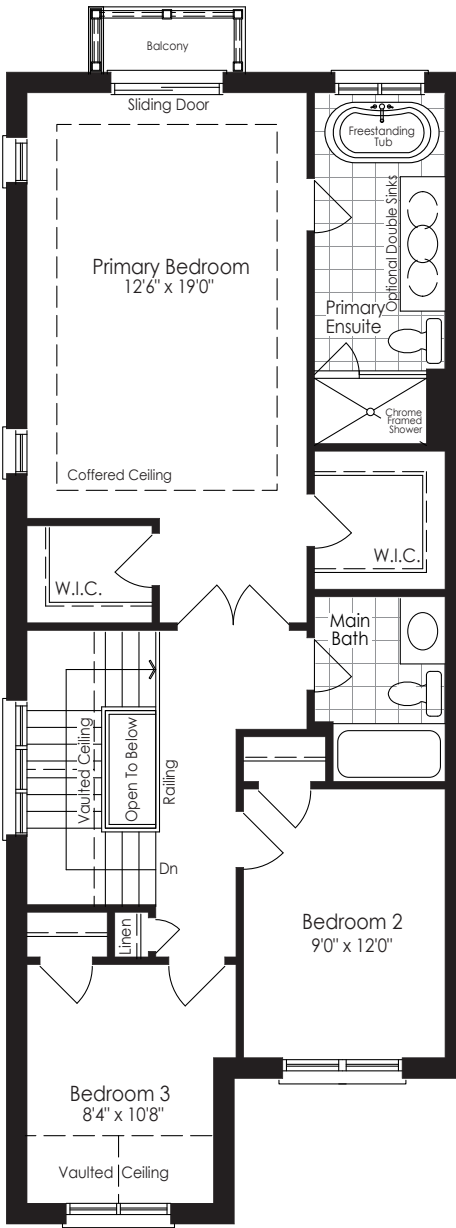 Balcony
Sliding Door
Freestanding
Tub
Optional Double Sinks
Primary Bedroom
12'6" x 19'0"
Primary
Ensuite
Chrome
Framed
Shower
Coffered Ceiling
W.I.C.
W.I.C.
Main
Bath
Vaulted Ceiling
Open To Below
Railing
Dn
Linen
Bedroom 2
9'0" x 12'0"
Bedroom 3
8'4" x 10'8"
Vaulted Ceiling